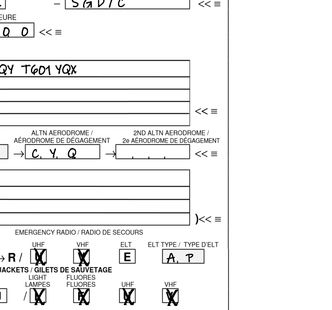 – S G D / C << ≡
EURE
0 0 << ≡
QY T601 YQX
<< ≡
ALTN AERODROME / 2ND ALTN AERODROME /
AÉRODROME DE DÉGAGEMENT 2e AÉRODROME DE DÉGAGEMENT
→ C Y Q → << ≡
)<< ≡
EMERGENCY RADIO / RADIO DE SECOURS
UHF VHF ELT ELT TYPE / TYPE D'ELT
R / U V E A. P
JACKETS / GILETS DE SAUVETAGE
LIGHT FLUORES
LAMPES FLUORES UHF VHF
/ L F U V